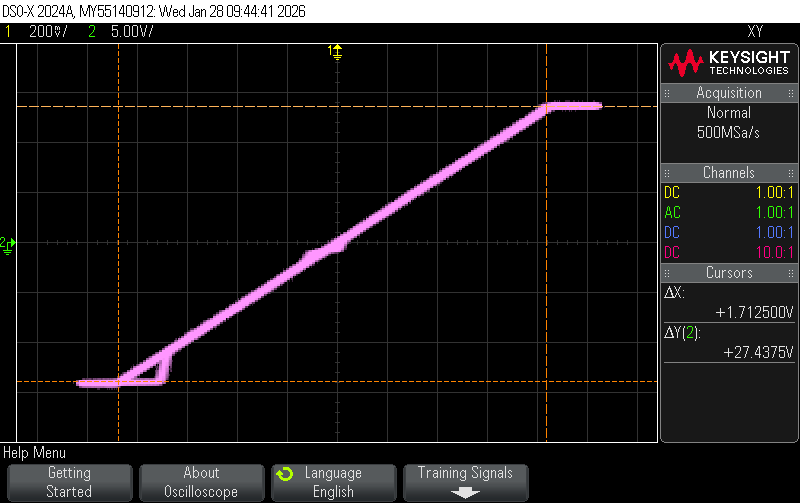 DSO-X 2024A, MY55140912: Wed Jan 28 09:44:41 2026
1 200mV/ 2 5.00V/ XY
1
2
KEYSIGHT
TECHNOLOGIES
Acquisition
Normal
500MSa/s
Channels
DC 1.00:1
AC 1.00:1
DC 1.00:1
DC 10.0:1
Cursors
ΔX:
+1.712500V
ΔY(2):
+27.4375V
Help Menu
Getting
Started
About
Oscilloscope
Language
English
Training Signals